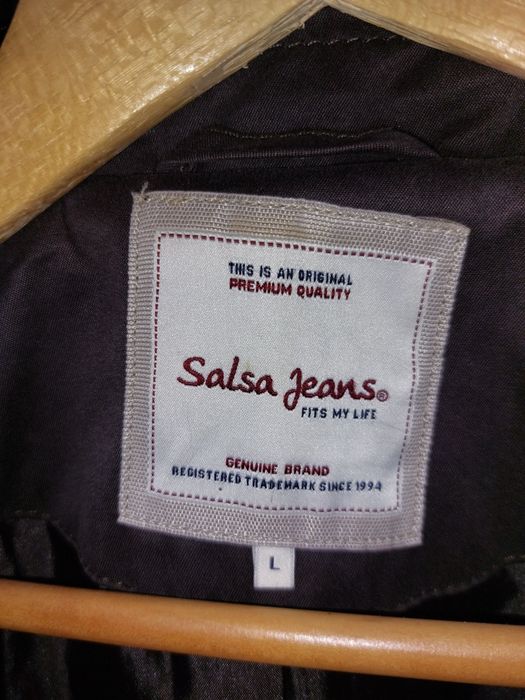 THIS IS AN ORIGINAL
PREMIUM QUALITY
Salsa Jeans®
FITS MY LIFE
GENUINE BRAND
REGISTERED TRADEMARK SINCE 1994
L